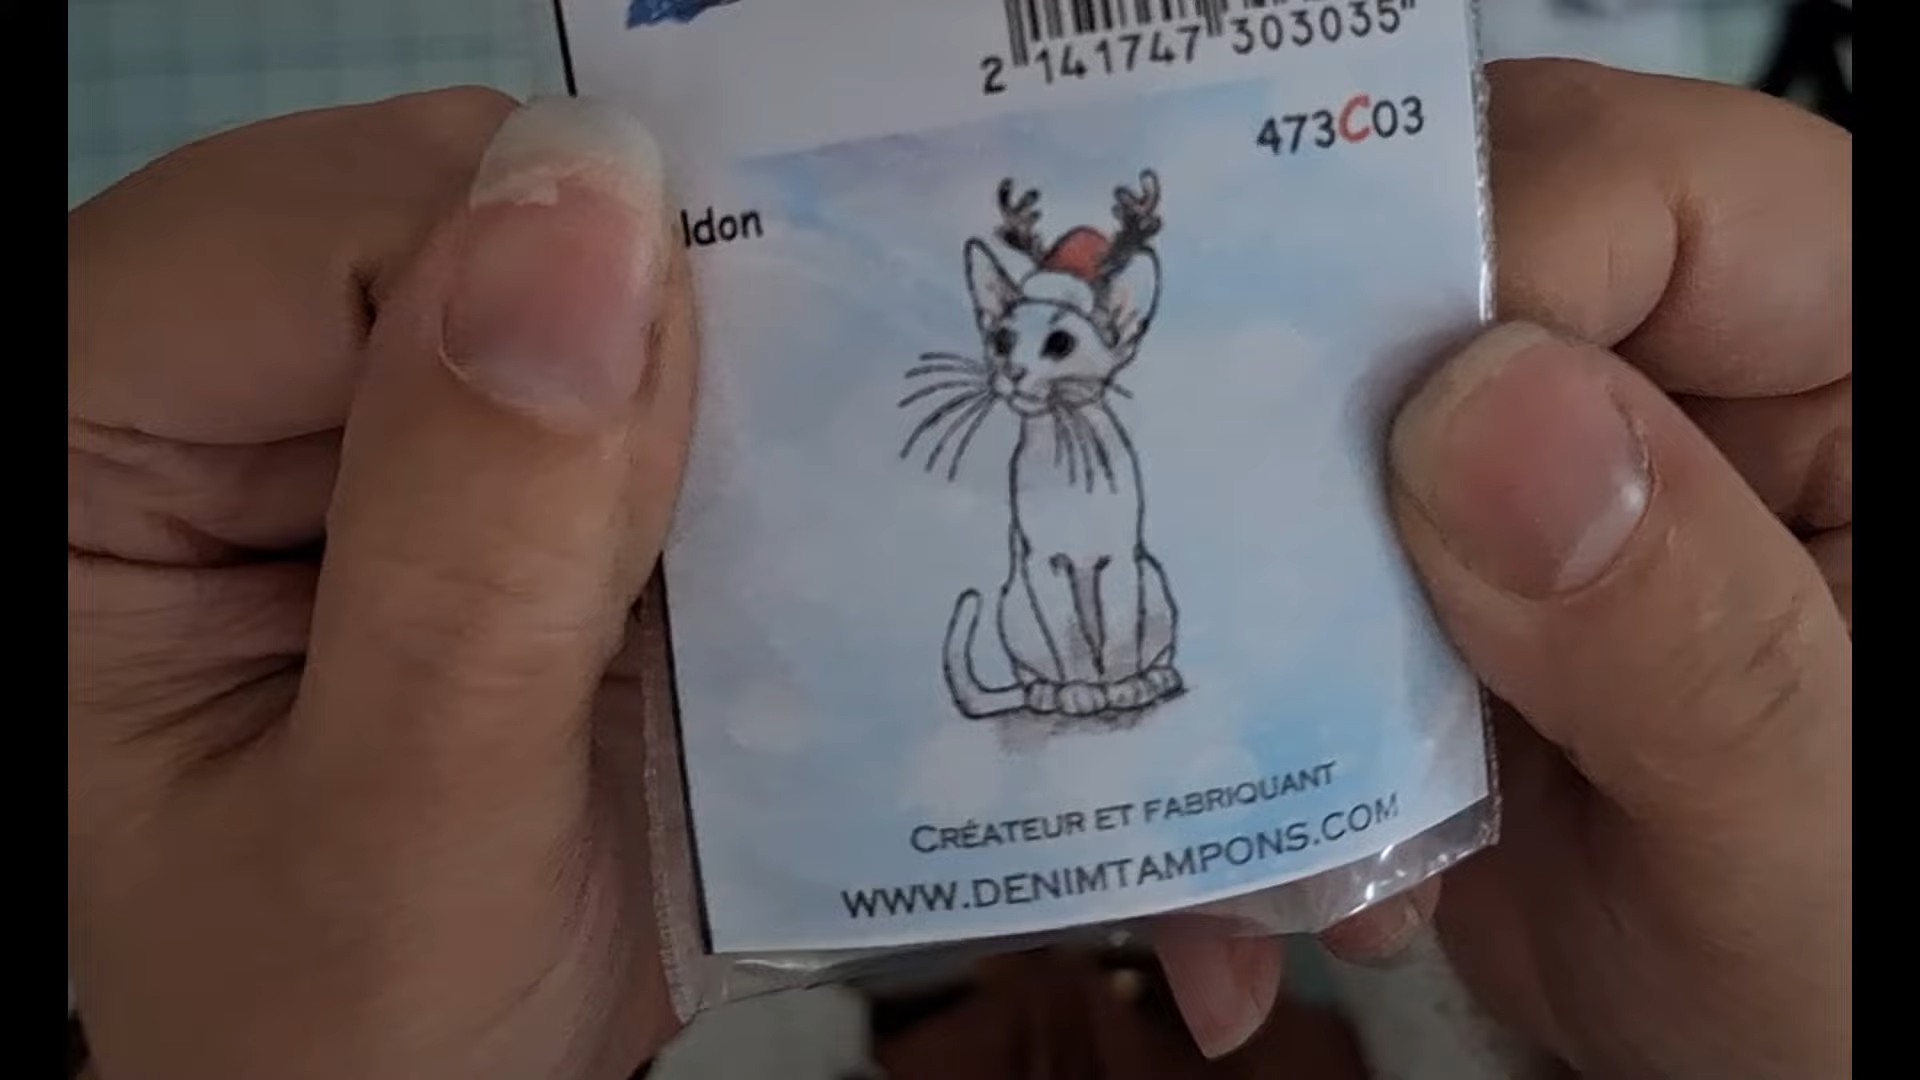 2 141747 303035
473C03
ldon
CRÉATEUR ET FABRIQUANT
WWW.DENIMTAMPONS.COM